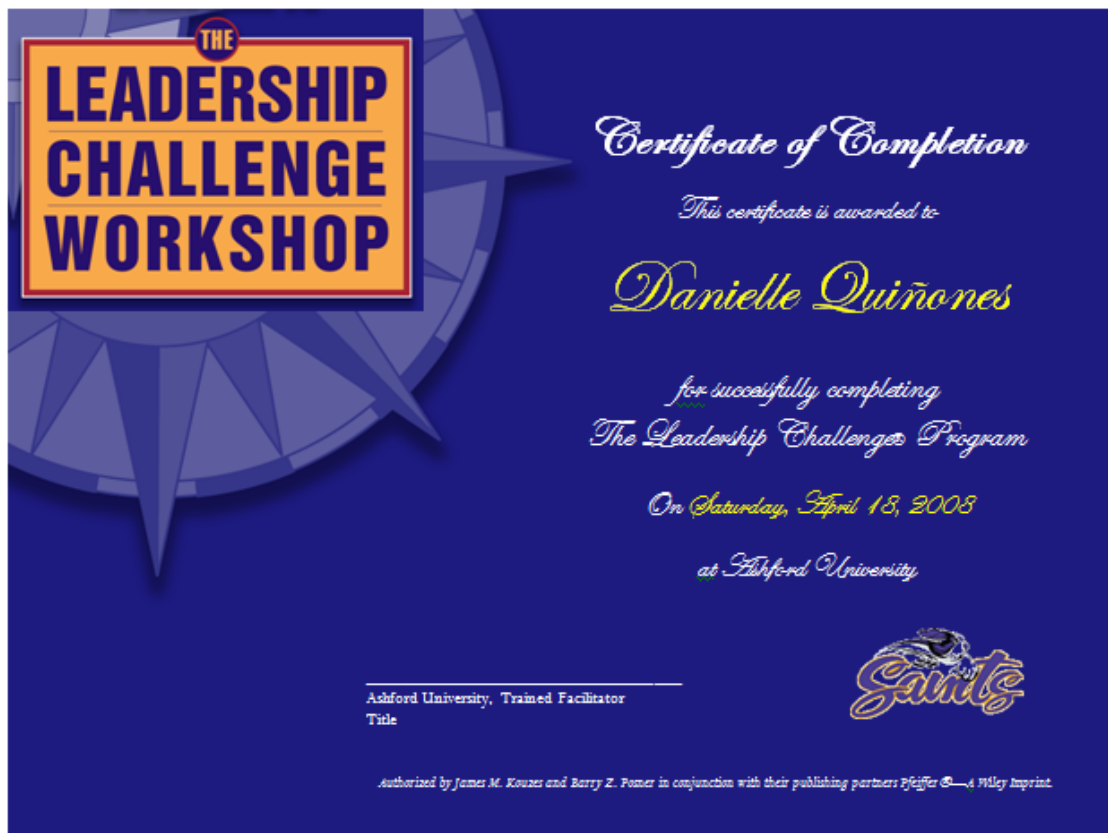 THE
LEADERSHIP
CHALLENGE
WORKSHOP
Certificate of Completion
This certificate is awarded to
Danielle Quiñones
for successfully completing
The Leadership Challenge® Program
On Saturday, April 18, 2008
at Ashford University
Saints
Ashford University, Trained Facilitator
Title
Authorized by James M. Kouzes and Barry Z. Posner in conjunction with their publishing partners Pfeiffer ®—A Wiley Imprint.